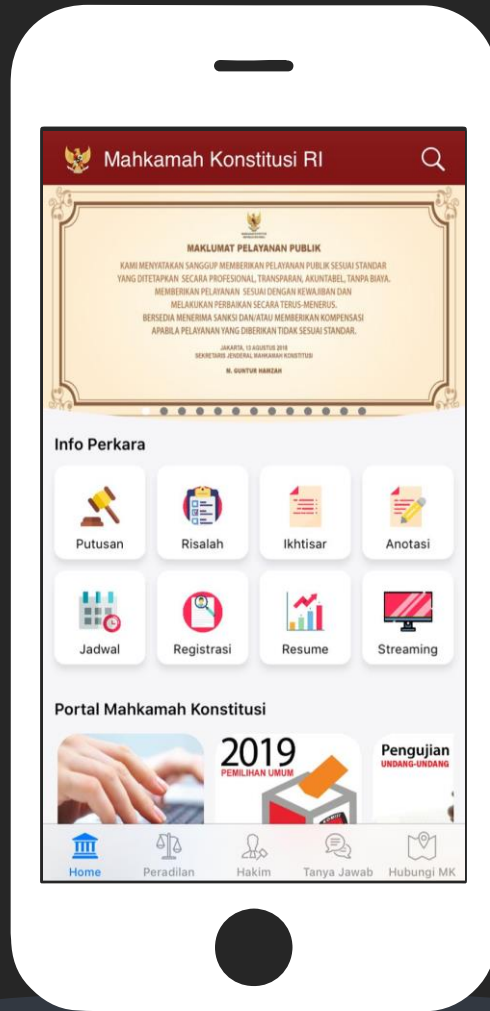 Mahkamah Konstitusi RI
MAKLUMAT PELAYANAN PUBLIK
KAMI MENYATAKAN SANGGUP MEMBERIKAN PELAYANAN PUBLIK SESUAI STANDAR
YANG DITETAPKAN SECARA PROFESIONAL, TRANSPARAN, AKUNTABEL, TANPA BIAYA.
MEMBERIKAN PELAYANAN SESUAI DENGAN KEWAJIBAN DAN
MELAKUKAN PERBAIKAN SECARA TERUS-MENERUS.
BERSEDIA MENERIMA SANKSI DAN/ATAU MEMBERIKAN KOMPENSASI
APABILA PELAYANAN YANG DIBERIKAN TIDAK SESUAI STANDAR.
JAKARTA, 13 AGUSTUS 2018
SEKRETARIS JENDERAL MAHKAMAH KONSTITUSI
M. GUNTUR HAMZAH
Info Perkara
Putusan Risalah Ikhtisar Anotasi
Jadwal Registrasi Resume Streaming
Portal Mahkamah Konstitusi
2019
PEMILIHAN UMUM
Pengujian
UNDANG-UNDANG
Home Peradilan Hakim Tanya Jawab Hubungi MK